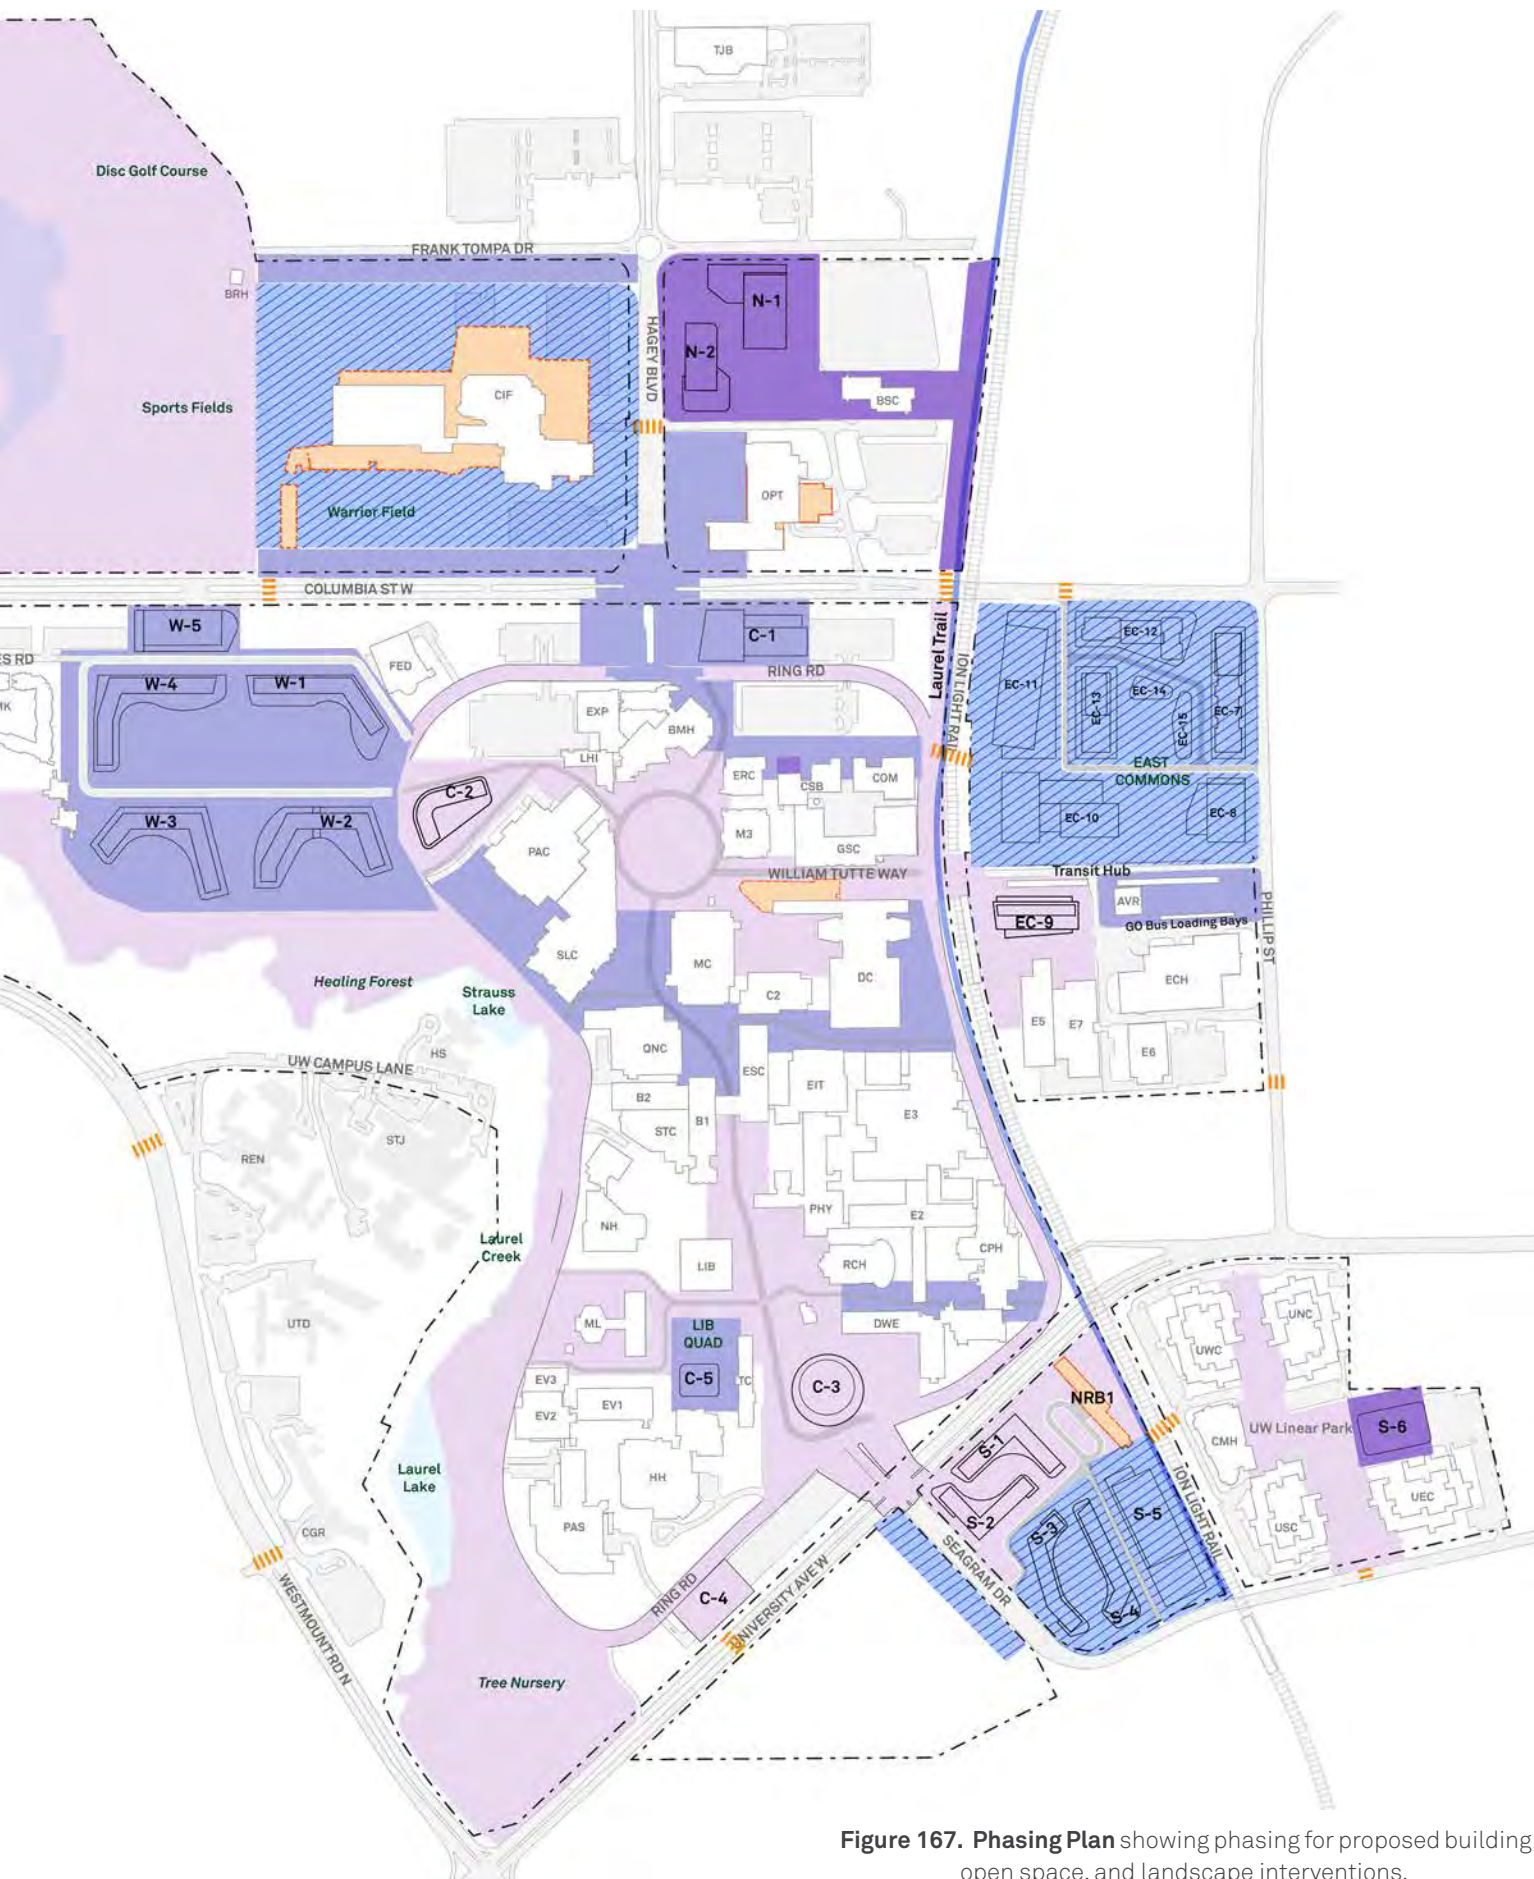 TJB
Disc Golf Course
FRANK TOMPA DR
BRH
N-1
HAGEY BLVD
N-2
CIF
BSC
Sports Fields
OPT
Warrior Field
COLUMBIA ST W
W-5
C-1
EC-12
Laurel Trail
ION LIGHT RAIL
ES RD
FED
RING RD
W-4
W-1
EC-11
EC-13
EC-14
EC-15
EC-7
EXP
BMH
LHI
EAST
COMMONS
ERC
CSB
COM
C-2
W-3
W-2
EC-10
EC-8
M3
GSC
PAC
WILLIAM TUTTE WAY
Transit Hub
AVR
PHILLIP ST
EC-9
GO Bus Loading Bays
SLC
MC
DC
ECH
Healing Forest
Strauss
Lake
C2
E5
E7
HS
QNC
E6
UW CAMPUS LANE
ESC
EIT
B2
E3
B1
STC
STJ
REN
PHY
E2
NH
Laurel
Creek
CPH
LIB
RCH
UNC
UTD
ML
LIB
QUAD
DWE
UWC
EV3
C-5
TC
C-3
NRB1
EV2
EV1
UW Linear Park
S-6
CMH
S-1
Laurel
Lake
HH
UEC
ION LIGHT RAIL
S-2
S-5
PAS
USC
CGR
S-3
SEAGRAM DR
C-4
RING RD
S-4
UNIVERSITY AVE W
WESTMOUNT RD N
Tree Nursery
Figure 167. Phasing Plan showing phasing for proposed building
open space, and landscape interventions.